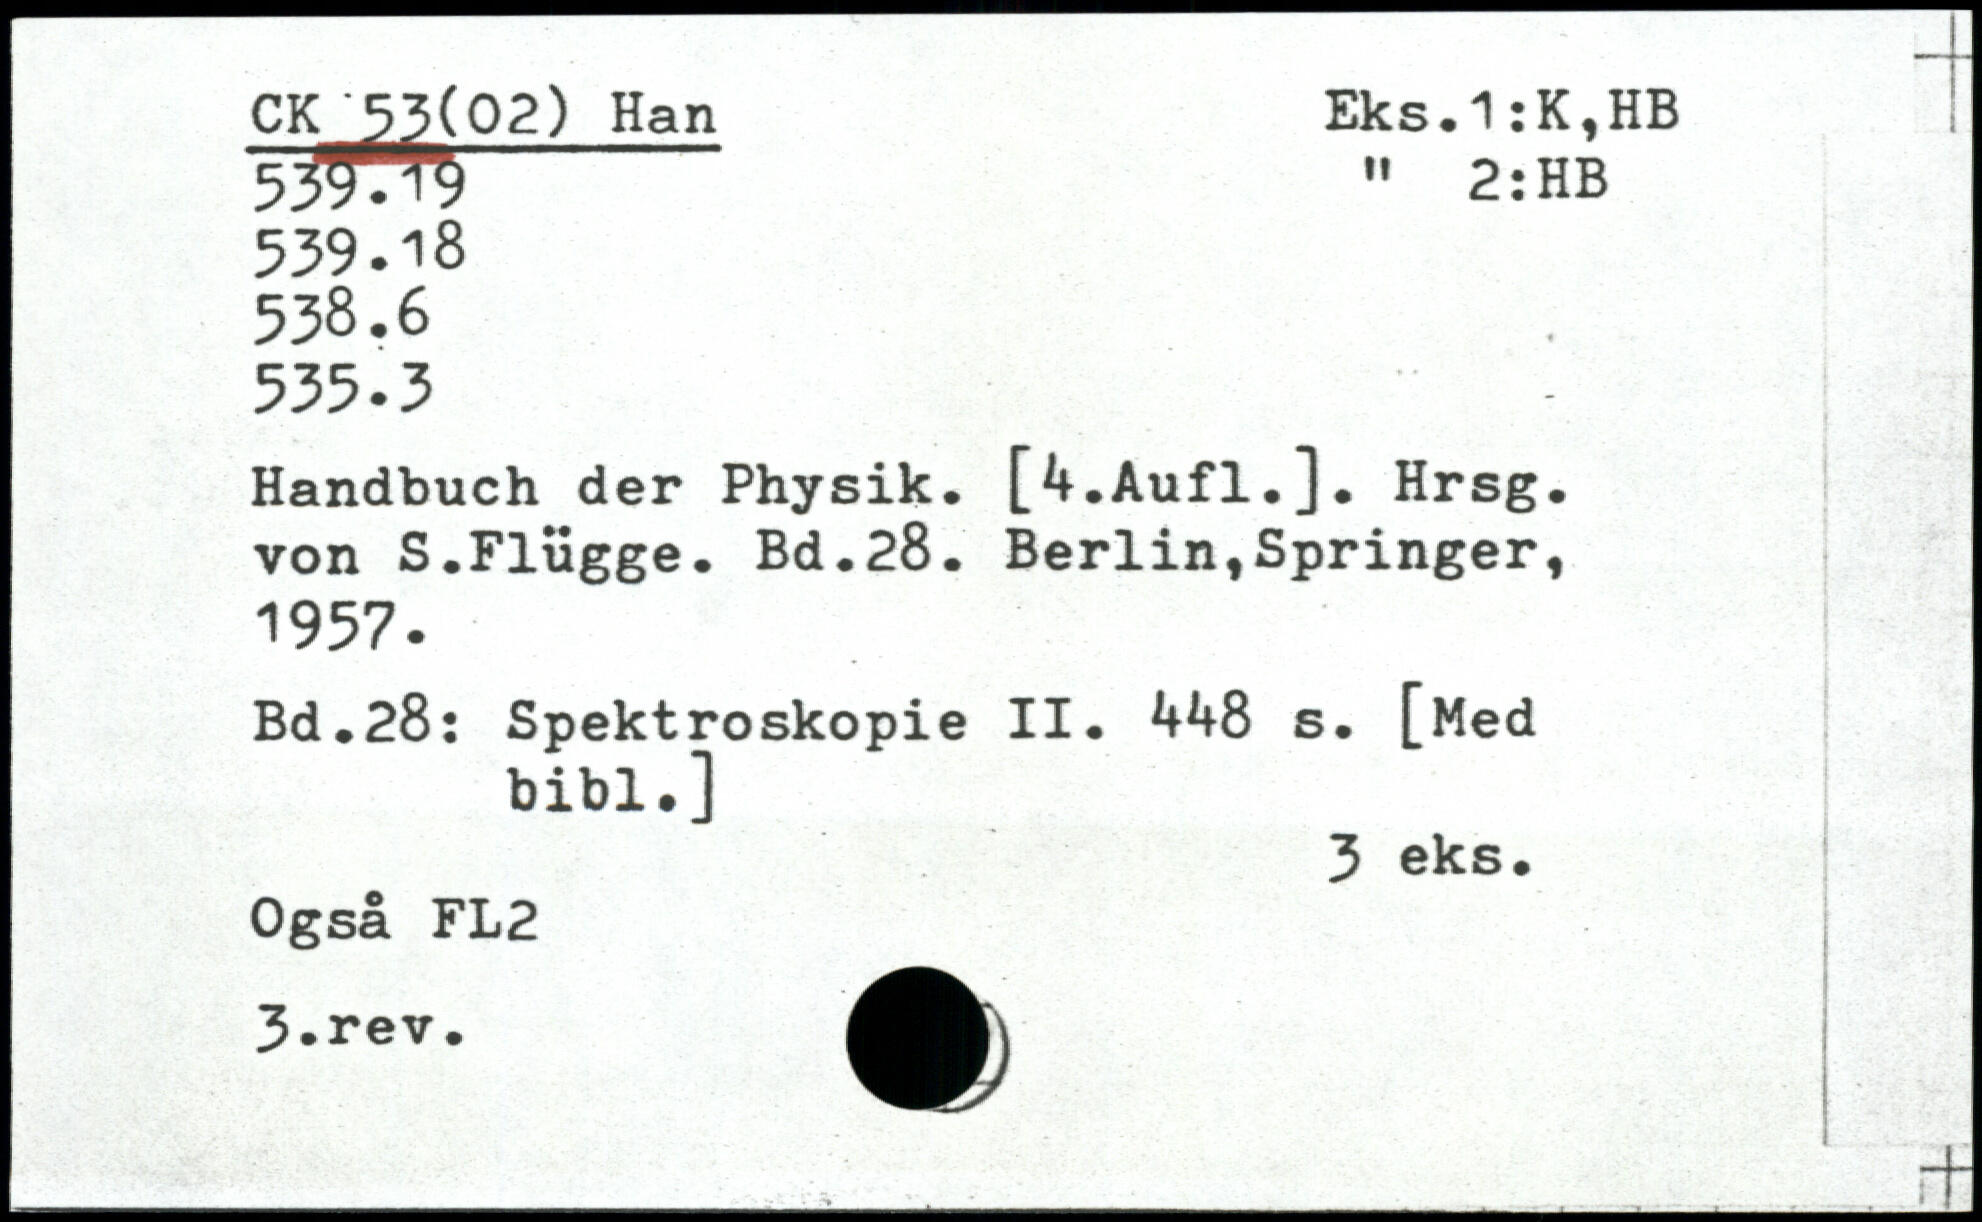 CK 53(02) Han
Eks.1:K,HB
539.19
" 2:HB
539.18
538.6
535.3
Handbuch der Physik. [4.Aufl.]. Hrsg.
von S.Flügge. Bd.28. Berlin,Springer,
1957.
Bd.28: Spektroskopie II. 448 s. [Med
bibl.]
3 eks.
Også FL2
3.rev.